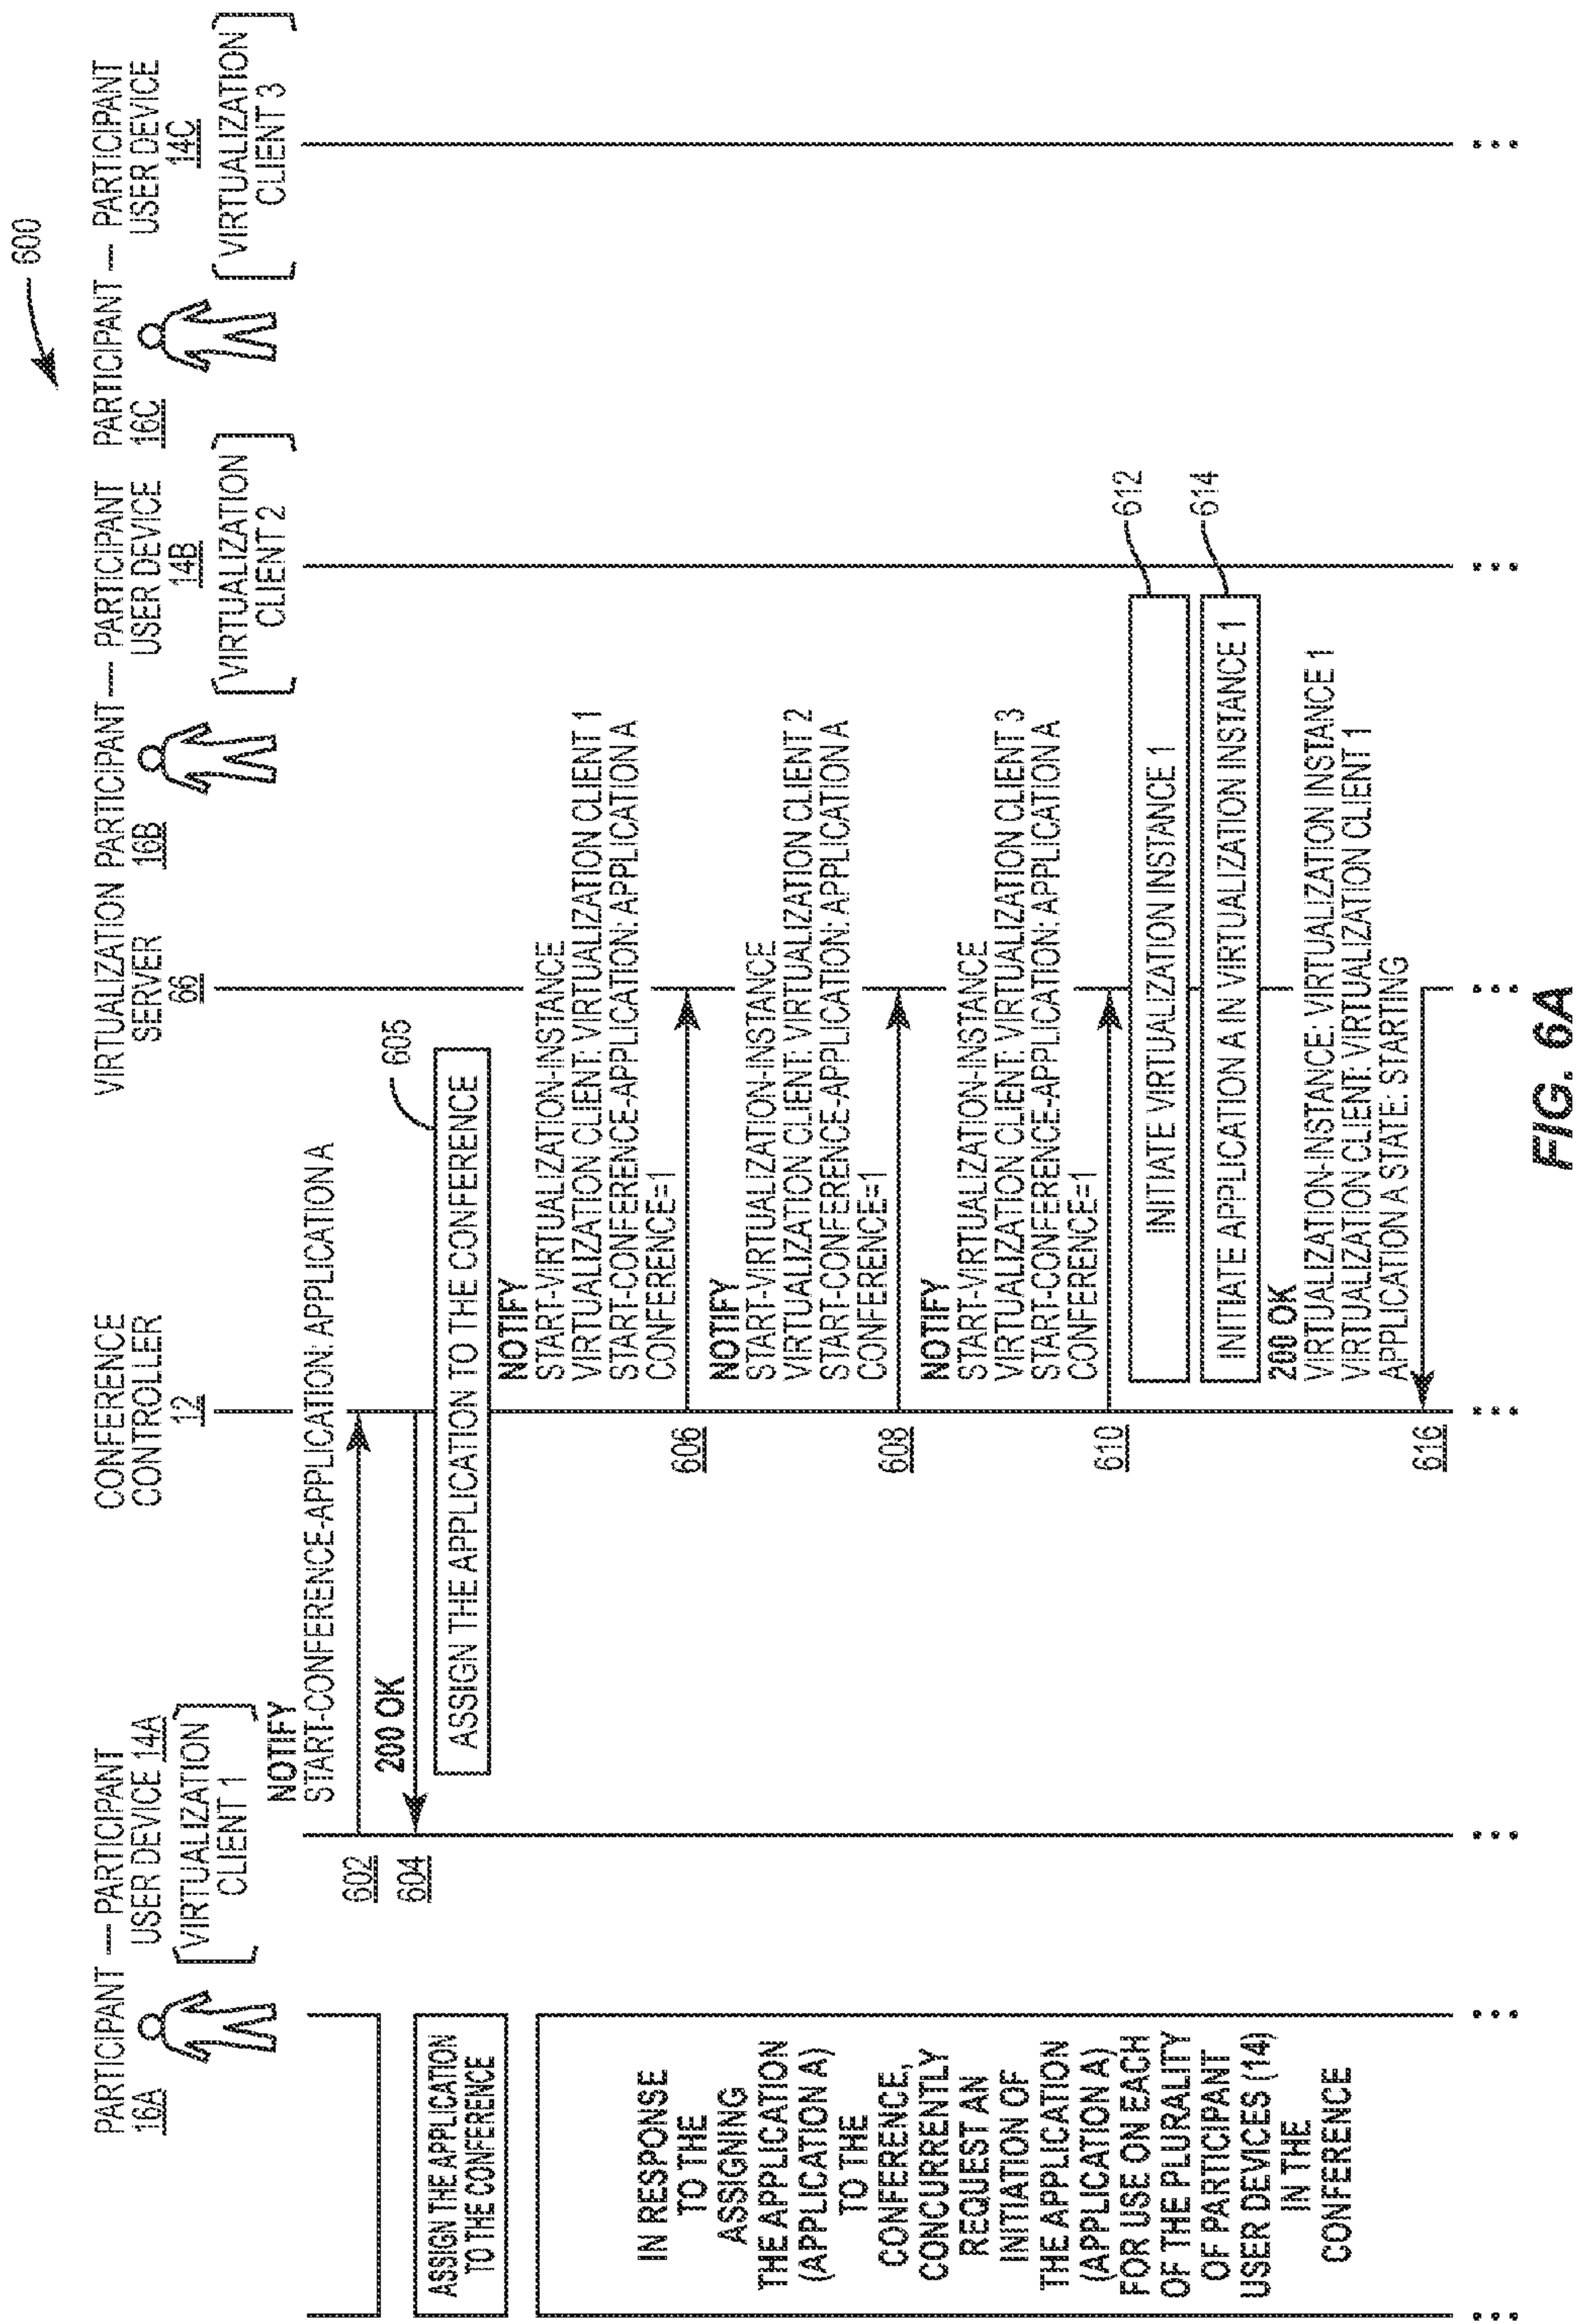 600
PARTICIPANT — PARTICIPANT
16A
USER DEVICE 14A
VIRTUALIZATION
CLIENT 1
CONFERENCE
CONTROLLER
12
VIRTUALIZATION
SERVER
66
PARTICIPANT — PARTICIPANT
16B
USER DEVICE
14B
VIRTUALIZATION
CLIENT 2
PARTICIPANT — PARTICIPANT
16C
USER DEVICE
14C
VIRTUALIZATION
CLIENT 3
NOTIFY
START-CONFERENCE-APPLICATION: APPLICATION A
602
200 OK
604
ASSIGN THE APPLICATION
TO THE CONFERENCE
ASSIGN THE APPLICATION TO THE CONFERENCE
605
IN RESPONSE
TO THE
ASSIGNING
THE APPLICATION
(APPLICATION A)
TO THE
CONFERENCE,
CONCURRENTLY
REQUEST AN
INITIATION OF
THE APPLICATION
(APPLICATION A)
FOR USE ON EACH
OF THE PLURALITY
OF PARTICIPANT
USER DEVICES (14)
IN THE
CONFERENCE
NOTIFY
START-VIRTUALIZATION-INSTANCE
VIRTUALIZATION CLIENT: VIRTUALIZATION CLIENT 1
START-CONFERENCE-APPLICATION: APPLICATION A
CONFERENCE=1
606
NOTIFY
START-VIRTUALIZATION-INSTANCE
VIRTUALIZATION CLIENT: VIRTUALIZATION CLIENT 2
START-CONFERENCE-APPLICATION: APPLICATION A
CONFERENCE=1
608
NOTIFY
START-VIRTUALIZATION-INSTANCE
VIRTUALIZATION CLIENT: VIRTUALIZATION CLIENT 3
START-CONFERENCE-APPLICATION: APPLICATION A
CONFERENCE=1
610
INITIATE VIRTUALIZATION INSTANCE 1
612
INITIATE APPLICATION A IN VIRTUALIZATION INSTANCE 1
614
200 OK
VIRTUALIZATION-INSTANCE: VIRTUALIZATION INSTANCE 1
VIRTUALIZATION CLIENT: VIRTUALIZATION CLIENT 1
APPLICATION A STATE: STARTING
616
FIG. 6A